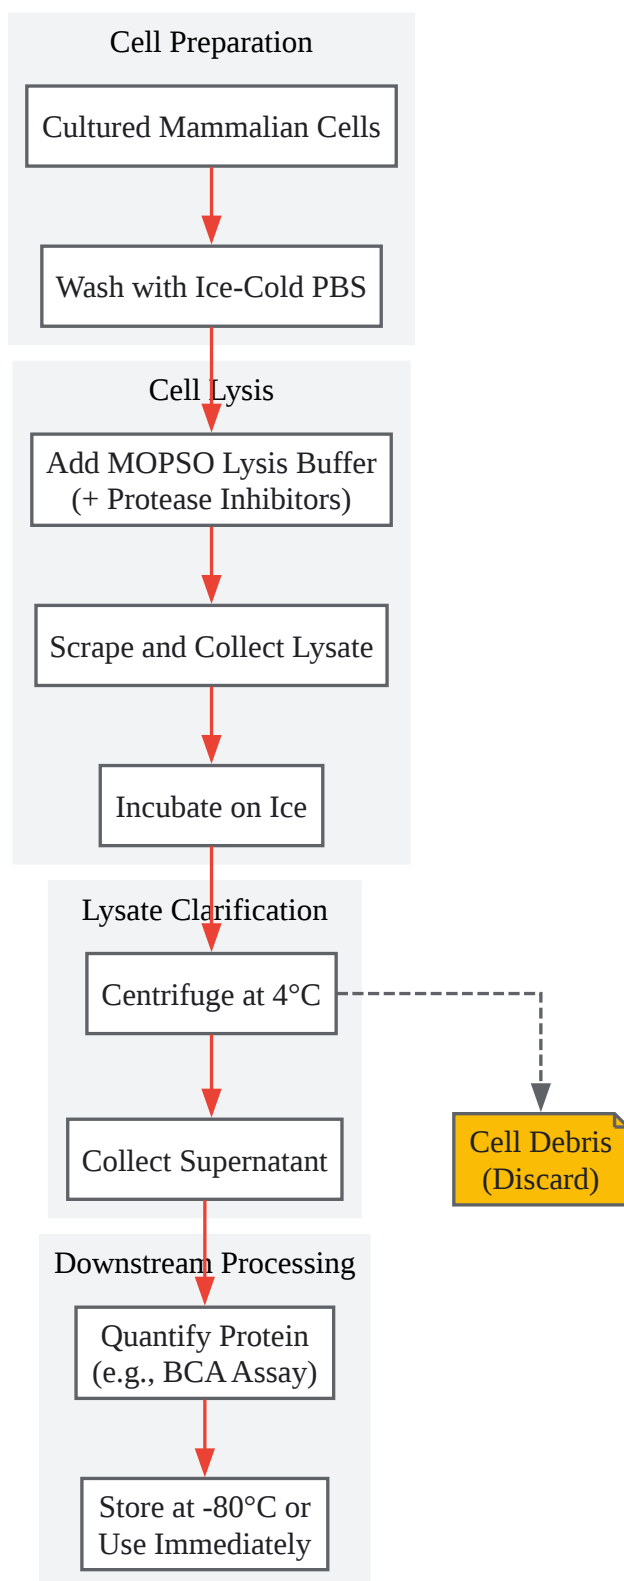 Cell Preparation
Cultured Mammalian Cells
Wash with Ice-Cold PBS
Cell Lysis
Add MOPSO Lysis Buffer
(+ Protease Inhibitors)
Scrape and Collect Lysate
Incubate on Ice
Lysate Clarification
Centrifuge at 4°C
Collect Supernatant
Cell Debris
(Discard)
Downstream Processing
Quantify Protein
(e.g., BCA Assay)
Store at -80°C or
Use Immediately